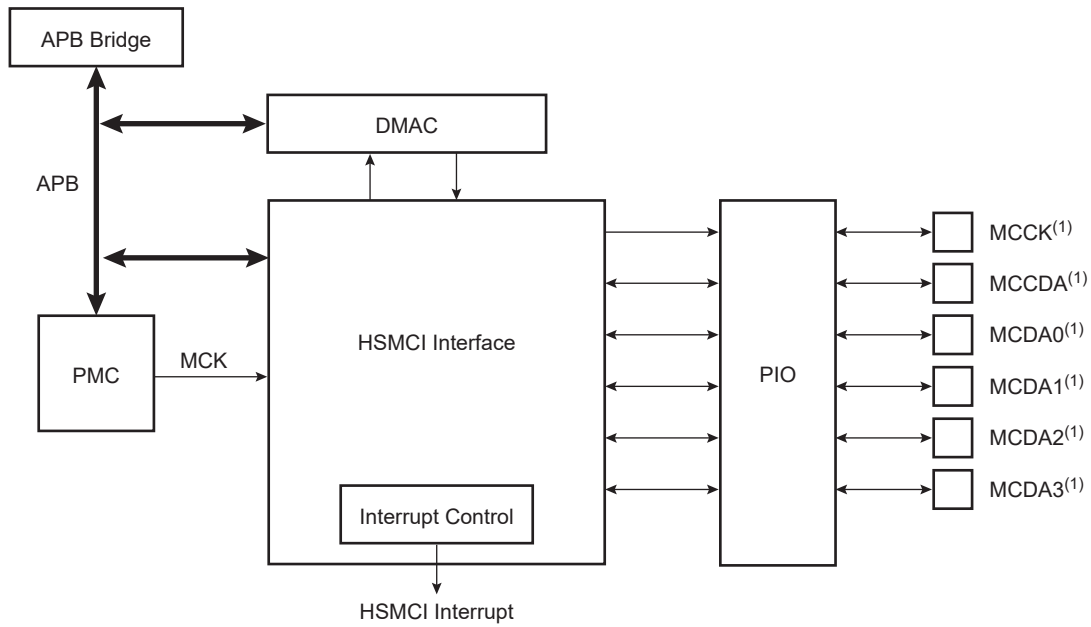 APB Bridge
DMAC
APB
MCCK(1)
MCCDA(1)
HSMCI Interface
MCDA0(1)
MCK
PMC
PIO
MCDA1(1)
MCDA2(1)
MCDA3(1)
Interrupt Control
HSMCI Interrupt